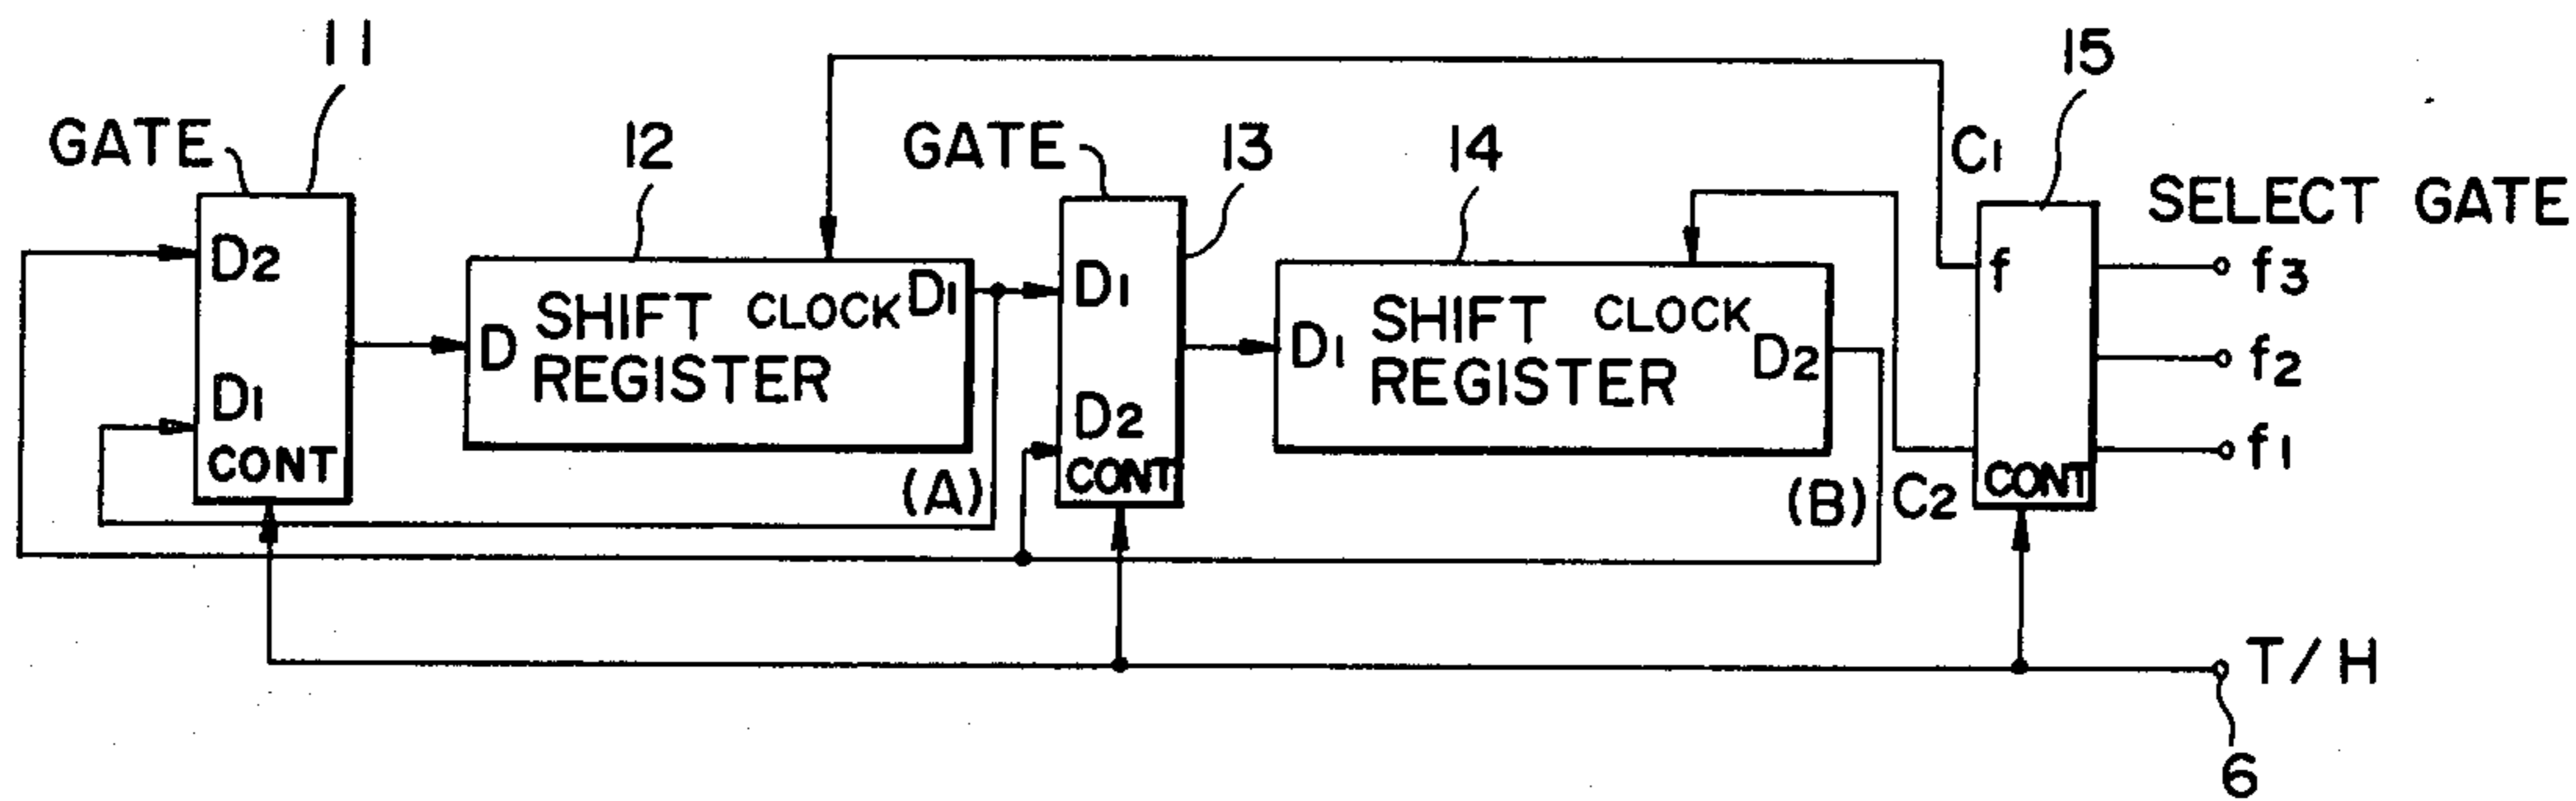 11
15
GATE
12
GATE
13
14
C1
SELECT GATE
D2
D1
CONT
D
SHIFT REGISTER
CLOCK
D1
(A)
D1
D2
CONT
D1
SHIFT REGISTER
CLOCK
D2
(B)
C2
f
CONT
f3
f2
f1
T/H
6